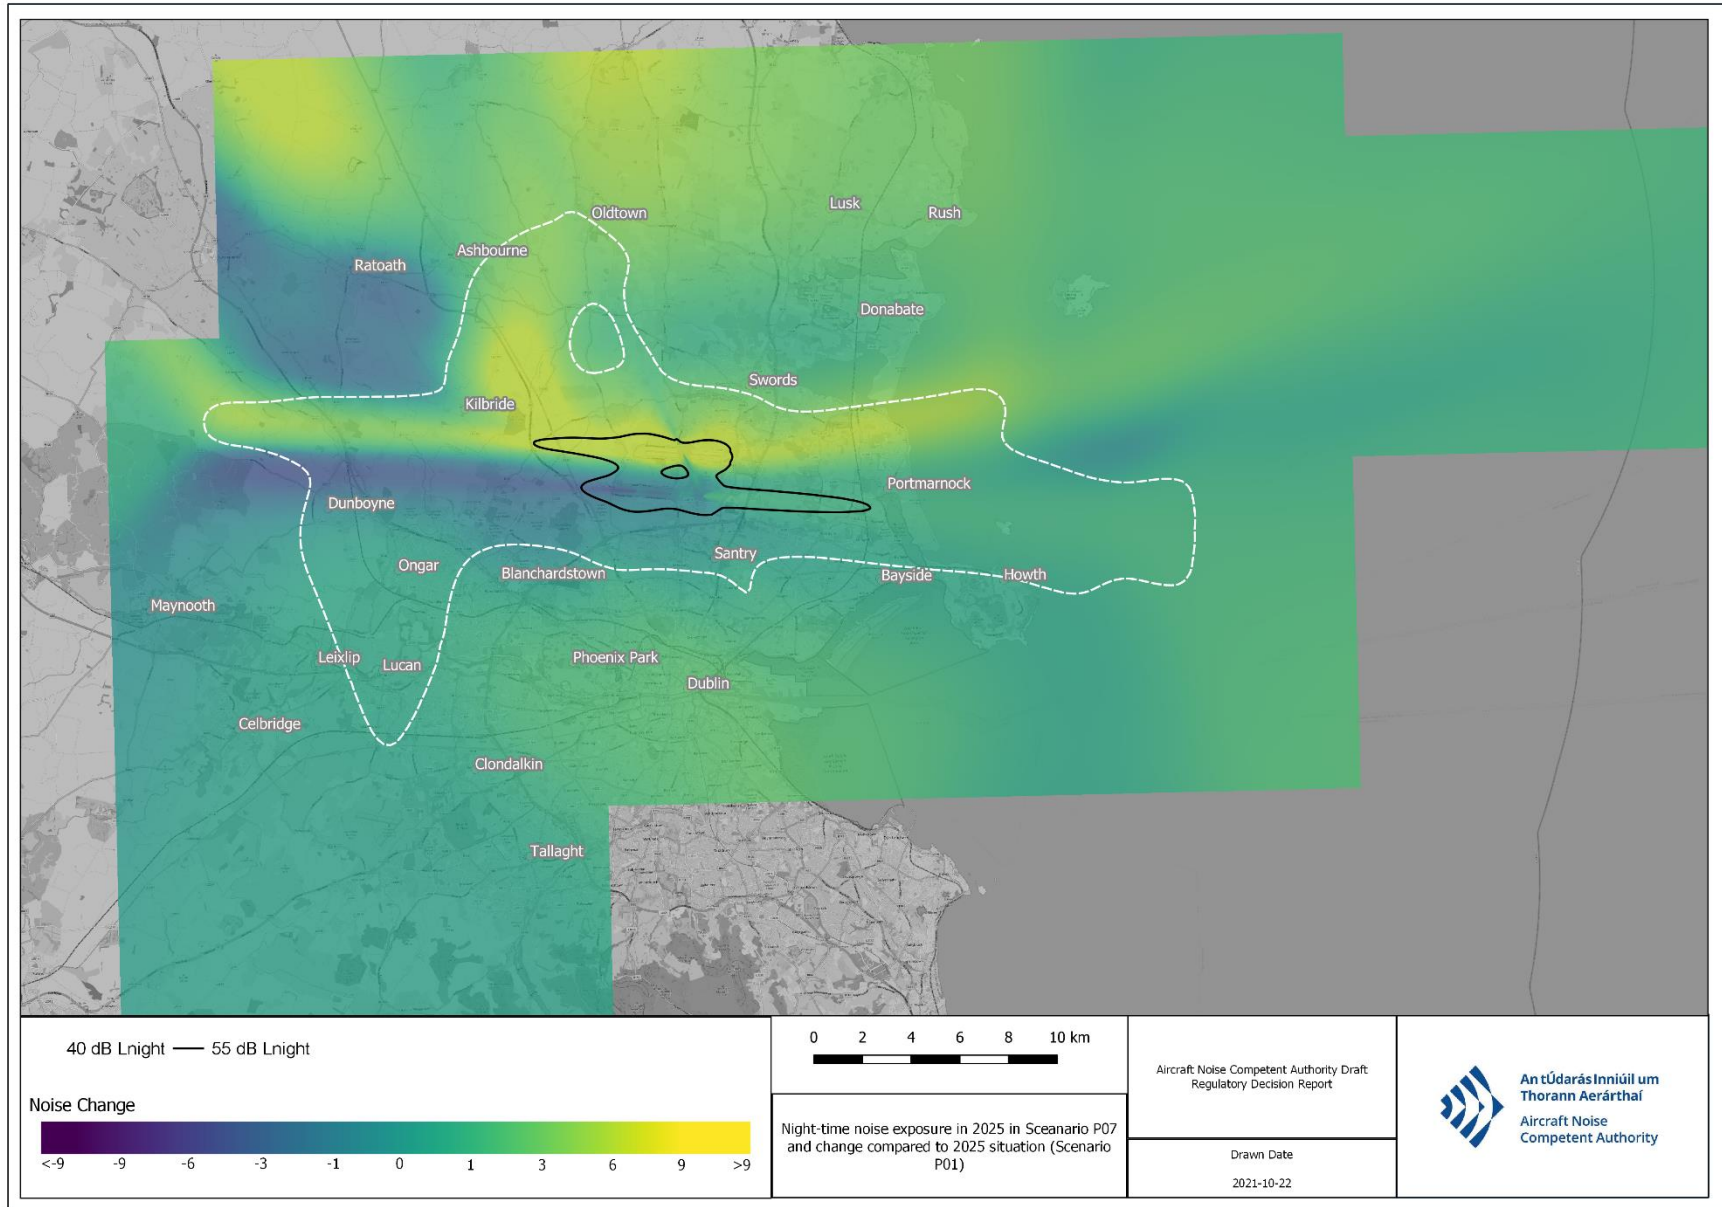 Oldtown
Lusk
Rush
Ashbourne
Ratoath
Donabate
Swords
Kilbride
Portmarnock
Dunboyne
Santry
Ongar
Blanchardstown
Bayside
Howth
Maynooth
Leixlip
Lucan
Phoenix Park
Dublin
Celbridge
Clondalkin
Tallaght
40 dB Lnight
55 dB Lnight
Noise Change
<-9 -9 -6 -3 -1 0 1 3 6 9 >9
0 2 4 6 8 10 km
Night-time noise exposure in 2025 in Sceanario P07
and change compared to 2025 situation (Scenario
P01)
Aircraft Noise Competent Authority Draft
Regulatory Decision Report
Drawn Date
2021-10-22
An tÚdarás Inniúil um
Thorann Aerárthaí
Aircraft Noise
Competent Authority